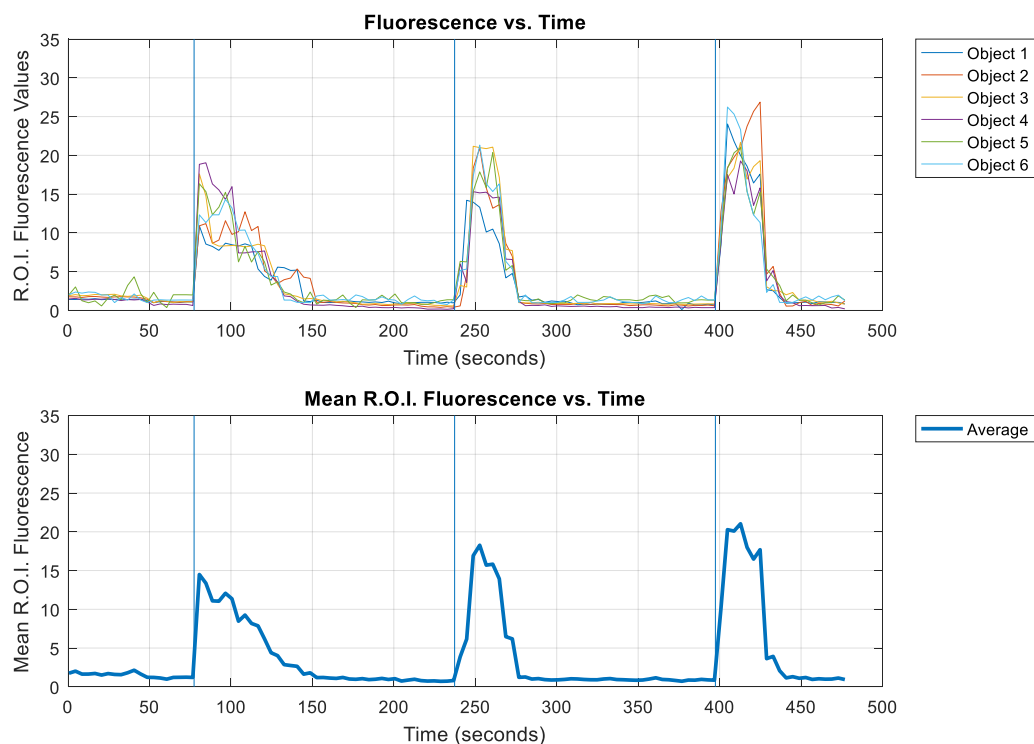 Fluorescence vs. Time
R.O.I. Fluorescence Values
35
30
25
20
15
10
5
0
0 50 100 150 200 250 300 350 400 450 500
Time (seconds)
Object 1
Object 2
Object 3
Object 4
Object 5
Object 6
Mean R.O.I. Fluorescence vs. Time
Mean R.O.I. Fluorescence
35
30
25
20
15
10
5
0
0 50 100 150 200 250 300 350 400 450 500
Time (seconds)
Average